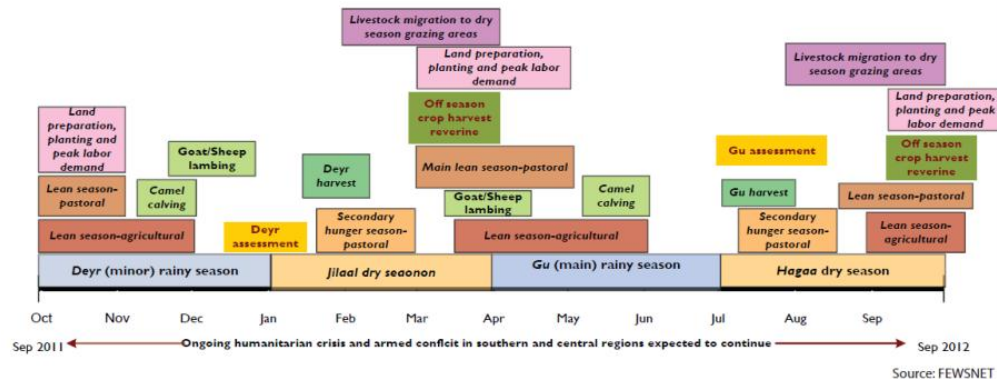 Livestock migration to dry
season grazing areas
Land preparation,
planting and peak labor
demand
Off season
crop harvest
reverine
Main lean season-pastoral
Goat/Sheep
lambing
Camel
calving
Lean season-agricultural
Land
preparation,
planting and
peak labor
demand
Goat/Sheep
lambing
Lean season-
pastoral
Camel
calving
Lean season-agricultural
Deyr
assessment
Deyr
harvest
Secondary
hunger season-
pastoral
Livestock migration to dry
season grazing areas
Land preparation,
planting and peak
labor demand
Gu assessment
Off season
crop harvest
reverine
Gu harvest
Lean season-pastoral
Secondary
hunger season-
pastoral
Lean season-
agricultural
Deyr (minor) rainy season
Jilaal dry seaonon
Gu (main) rainy season
Hagaa dry season
Oct Nov Dec Jan Feb Mar Apr May Jun Jul Aug Sep
Sep 2011 Ongoing humanitarian crisis and armed conflcit in southern and central regions expected to continue Sep 2012
Source: FEWSNET